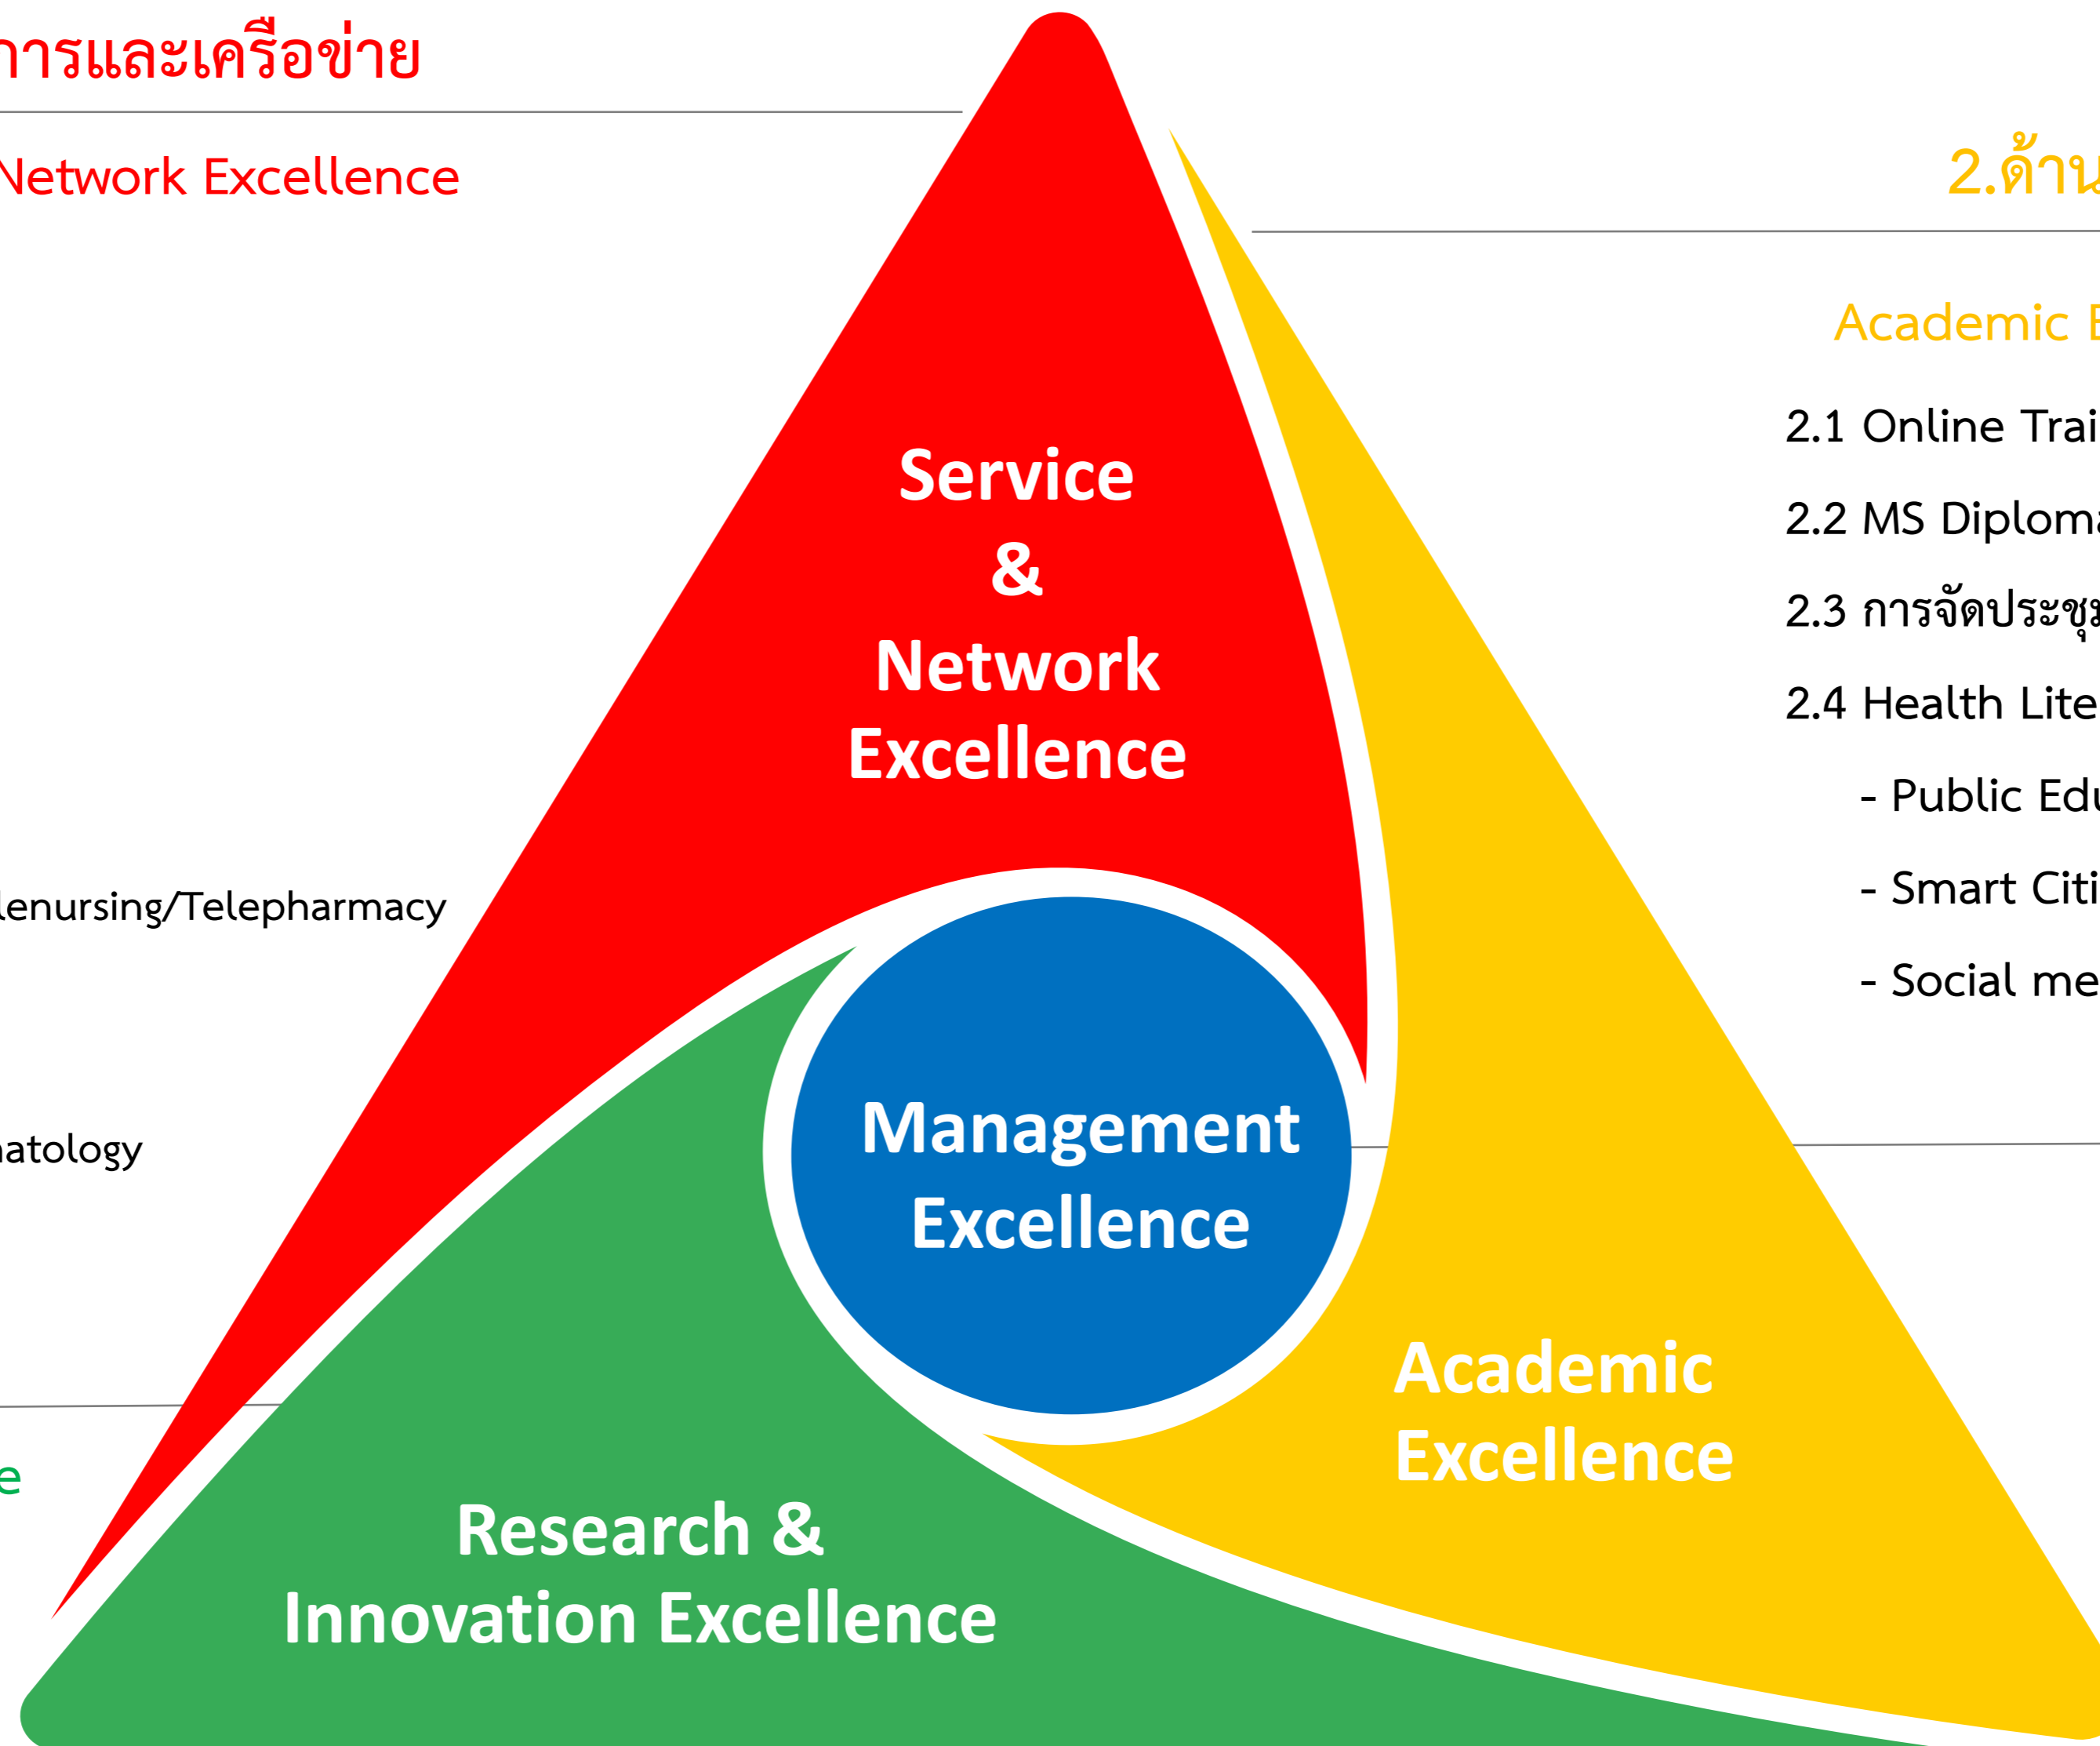 การและเครือข่าย
Network Excellence
lenursing/Telepharmacy
atology
e
Service
&
Network
Excellence
Management
Excellence
Research &
Innovation Excellence
Academic
Excellence
2.ด้าน
Academic E
2.1 Online Trai
2.2 MS Diploma
2.3 การจัดประชุม
2.4 Health Lite
- Public Edu
- Smart Citi
- Social me